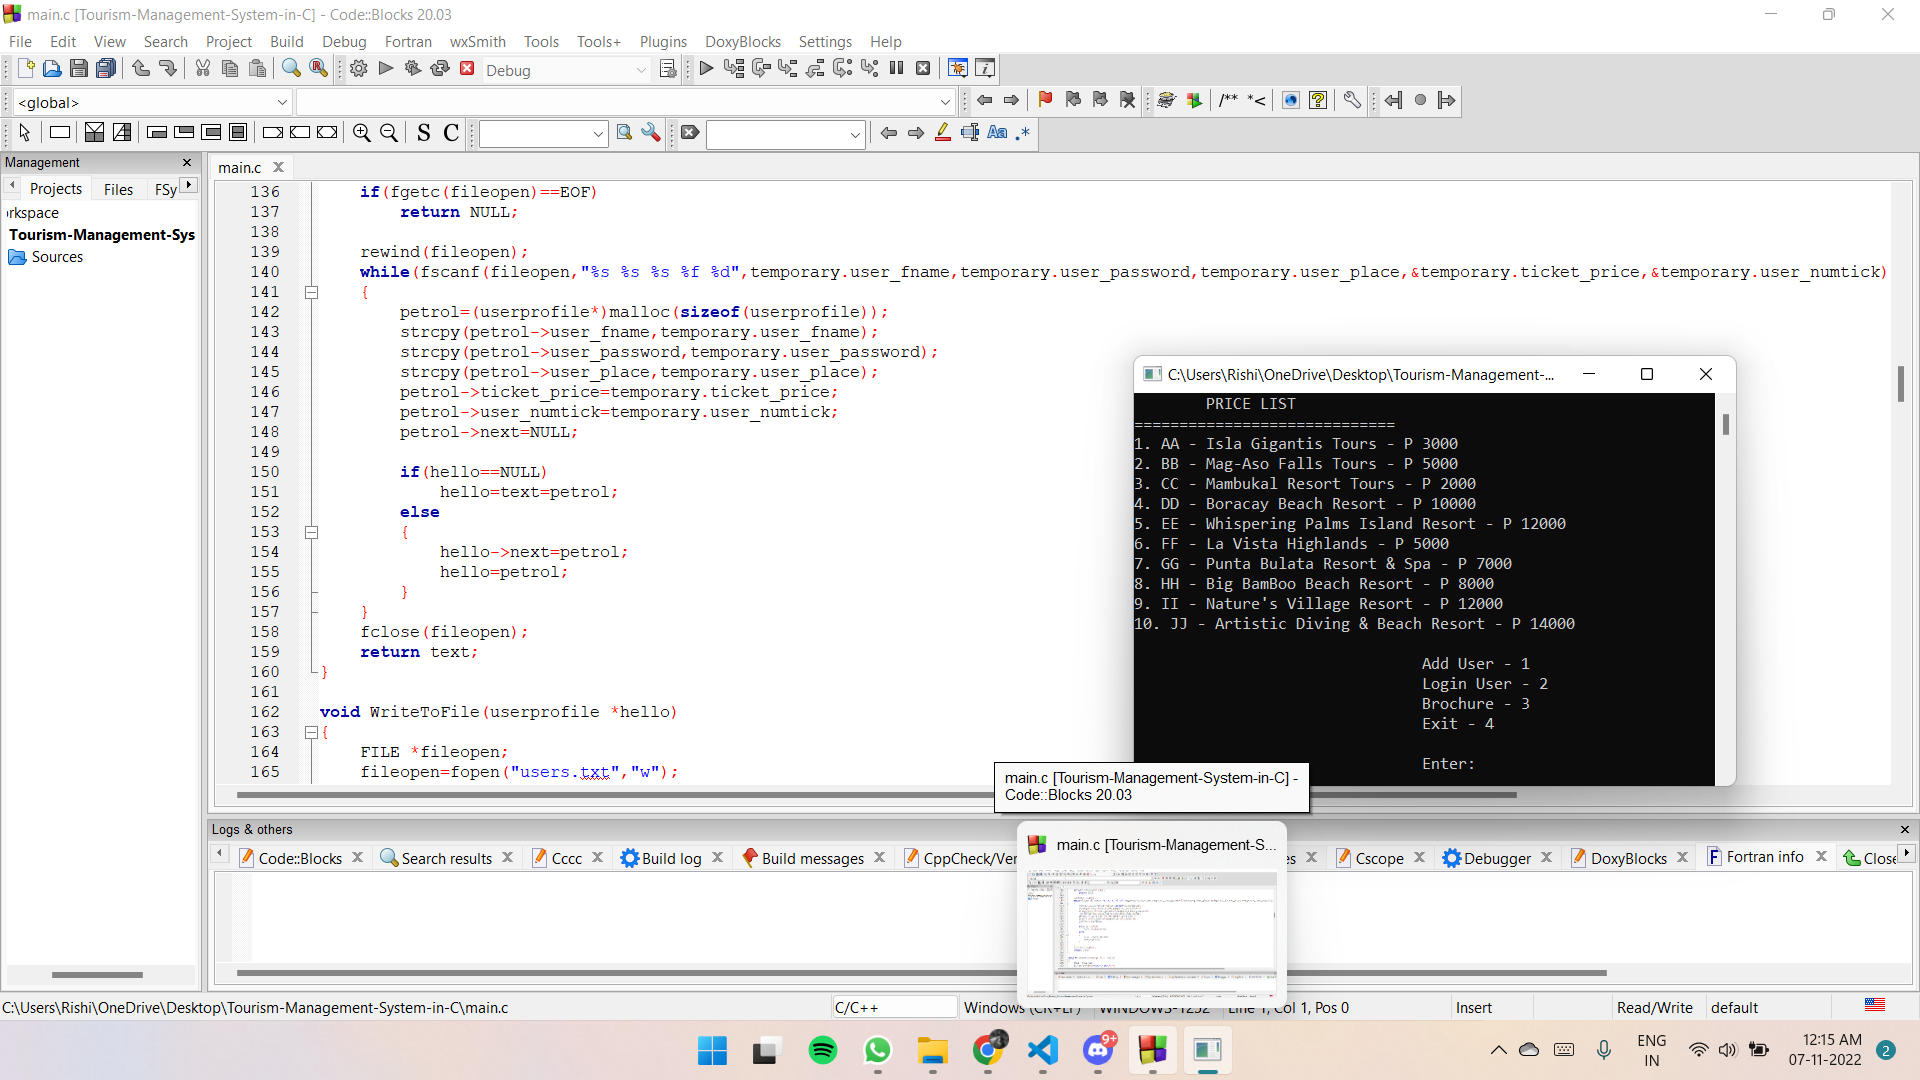 main.c [Tourism-Management-System-in-C] - Code::Blocks 20.03
File Edit View Search Project Build Debug Fortran wxSmith Tools Tools+ Plugins DoxyBlocks Settings Help
Debug
<global>
/** *<
S C
Aa .*
Management
main.c
Projects Files FSy
rkspace
Tourism-Management-Sys
Sources
136 if(fgetc(fileopen)==EOF)
137 return NULL;
138
139 rewind(fileopen);
140 while(fscanf(fileopen,"%s %s %s %f %d",temporary.user_fname,temporary.user_password,temporary.user_place,&temporary.ticket_price,&temporary.user_numtick)
141 {
142 petrol=(userprofile*)malloc(sizeof(userprofile));
143 strcpy(petrol->user_fname,temporary.user_fname);
144 strcpy(petrol->user_password,temporary.user_password);
145 strcpy(petrol->user_place,temporary.user_place);
146 petrol->ticket_price=temporary.ticket_price;
147 petrol->user_numtick=temporary.user_numtick;
148 petrol->next=NULL;
149
150 if(hello==NULL)
151 hello=text=petrol;
152 else
153 {
154 hello->next=petrol;
155 hello=petrol;
156 }
157 }
158 fclose(fileopen);
159 return text;
160 }
161
162 void WriteToFile(userprofile *hello)
163 {
164 FILE *fileopen;
165 fileopen=fopen("users.txt","w");
C:\Users\Rishi\OneDrive\Desktop\Tourism-Management-...
PRICE LIST
=============================
1. AA - Isla Gigantis Tours - P 3000
2. BB - Mag-Aso Falls Tours - P 5000
3. CC - Mambukal Resort Tours - P 2000
4. DD - Boracay Beach Resort - P 10000
5. EE - Whispering Palms Island Resort - P 12000
6. FF - La Vista Highlands - P 5000
7. GG - Punta Bulata Resort & Spa - P 7000
8. HH - Big BamBoo Beach Resort - P 8000
9. II - Nature's Village Resort - P 12000
10. JJ - Artistic Diving & Beach Resort - P 14000
Add User - 1
Login User - 2
Brochure - 3
Exit - 4
Enter:
main.c [Tourism-Management-System-in-C] -
Code::Blocks 20.03
Logs & others
Code::Blocks Search results Cccc Build log Build messages CppCheck/Ver es Cscope Debugger DoxyBlocks Fortran info Close
main.c [Tourism-Management-S...
C:\Users\Rishi\OneDrive\Desktop\Tourism-Management-System-in-C\main.c C/C++ Windows (CR+LF) WINDOWS-1252 Line 1, Col 1, Pos 0 Insert Read/Write default
9+
ENG
IN
12:15 AM
07-11-2022
2